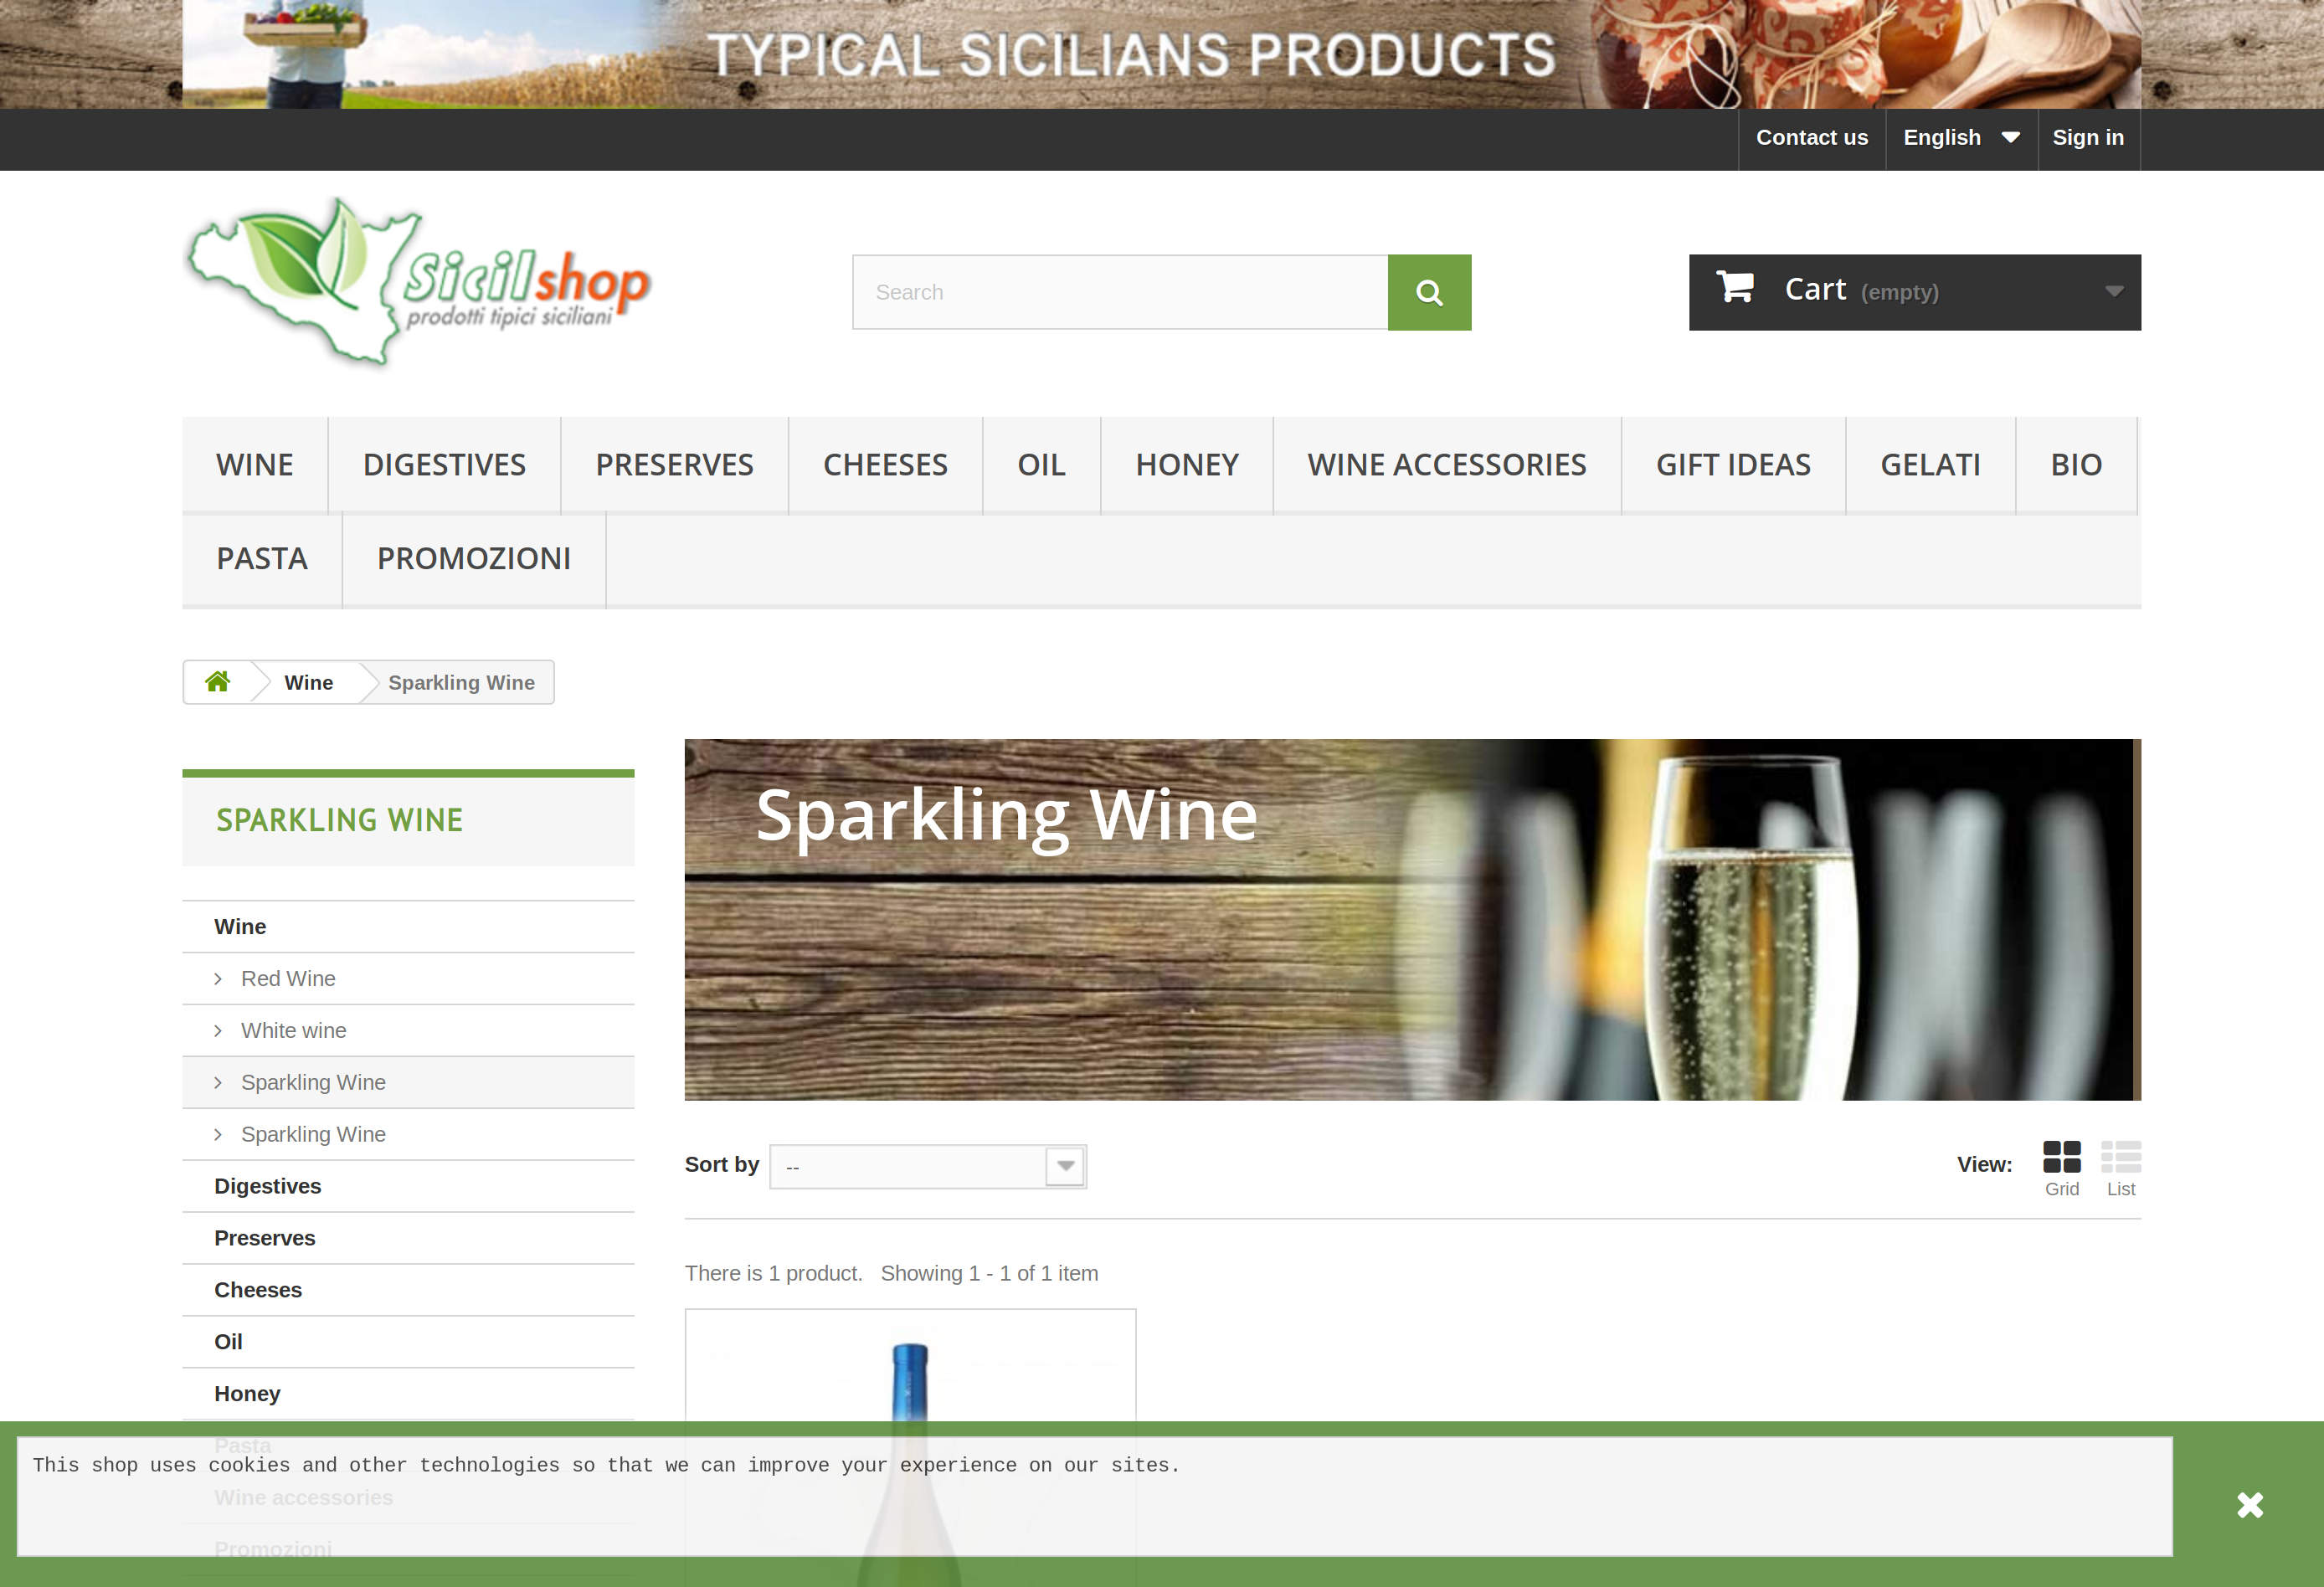 TYPICAL SICILIANS PRODUCTS
Contact us
English
Sign in
Sicilshop
prodotti tipici siciliani
Search
Cart (empty)
WINE
DIGESTIVES
PRESERVES
CHEESES
OIL
HONEY
WINE ACCESSORIES
GIFT IDEAS
GELATI
BIO
PASTA
PROMOZIONI
Wine
Sparkling Wine
SPARKLING WINE
Wine
Red Wine
White wine
Sparkling Wine
Sparkling Wine
Digestives
Preserves
Cheeses
Oil
Honey
Pasta
Wine accessories
Promozioni
Sparkling Wine
Sort by
--
View:
Grid
List
There is 1 product. Showing 1 - 1 of 1 item
This shop uses cookies and other technologies so that we can improve your experience on our sites.